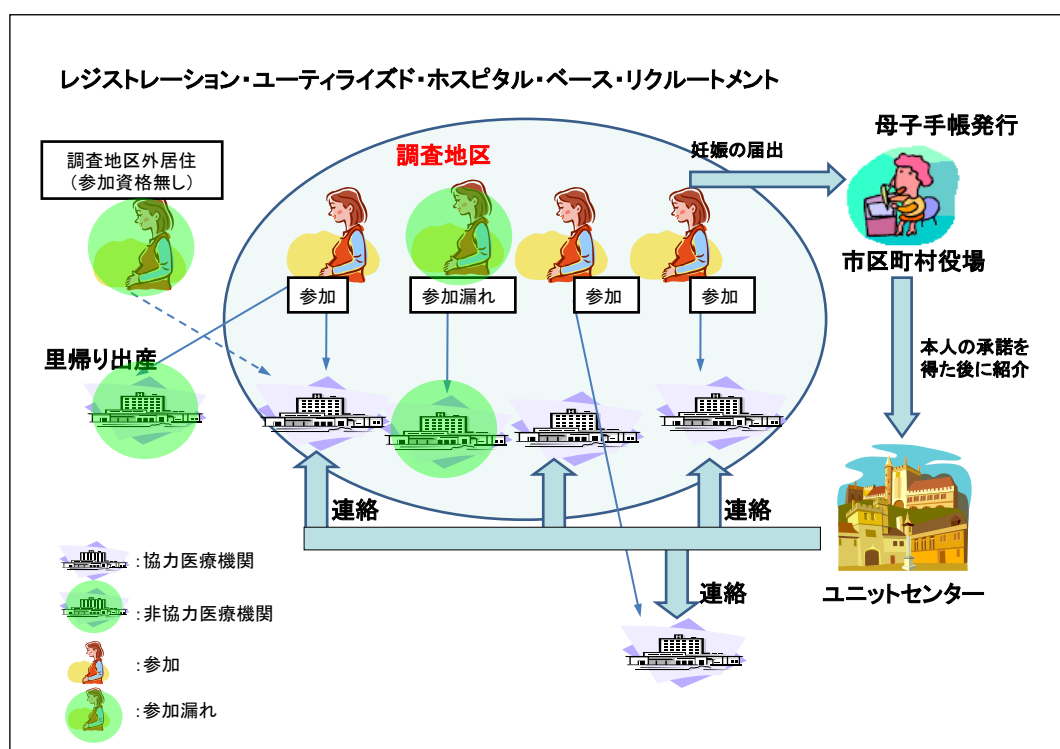 レジストレーション・ユーティライズド・ホスピタル・ベース・リクルートメント
調査地区外居住
（参加資格無し）
調査地区
妊娠の届出
母子手帳発行
市区町村役場
参加
参加漏れ
参加
参加
里帰り出産
本人の承諾を
得た後に紹介
連絡
連絡
連絡
ユニットセンター
：協力医療機関
：非協力医療機関
：参加
：参加漏れ